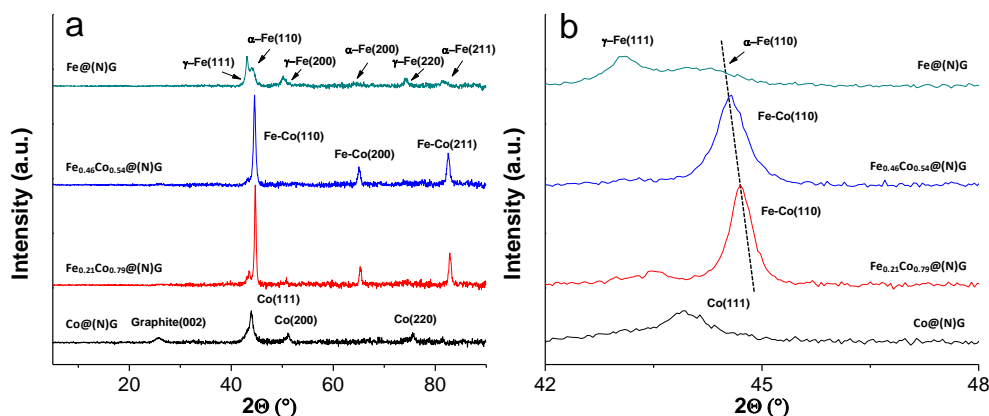 a
α–Fe(110)
γ–Fe(111)
γ–Fe(200)
α–Fe(200)
γ–Fe(220)
α–Fe(211)
Fe@(N)G
Fe-Co(110)
Fe-Co(200)
Fe-Co(211)
Fe₀.₄₆Co₀.₅₄@(N)G
Fe₀.₂₁Co₀.₇₉@(N)G
Co(111)
Graphite(002)
Co(200)
Co(220)
Co@(N)G
Intensity (a.u.)
20 40 60 80
2Θ (°)
b
γ–Fe(111)
α–Fe(110)
Fe@(N)G
Fe-Co(110)
Fe₀.₄₆Co₀.₅₄@(N)G
Fe-Co(110)
Fe₀.₂₁Co₀.₇₉@(N)G
Co(111)
Co@(N)G
Intensity (a.u.)
42 45 48
2Θ (°)